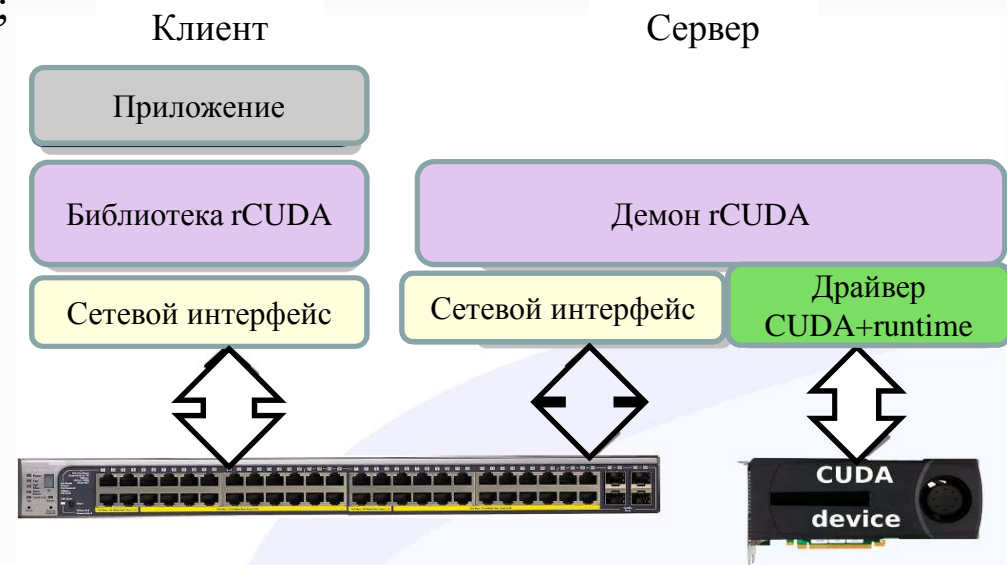 ;
Клиент
Сервер
Приложение
Библиотека rCUDA
Демон rCUDA
Сетевой интерфейс
Сетевой интерфейс
Драйвер
CUDA+runtime
CUDA
device